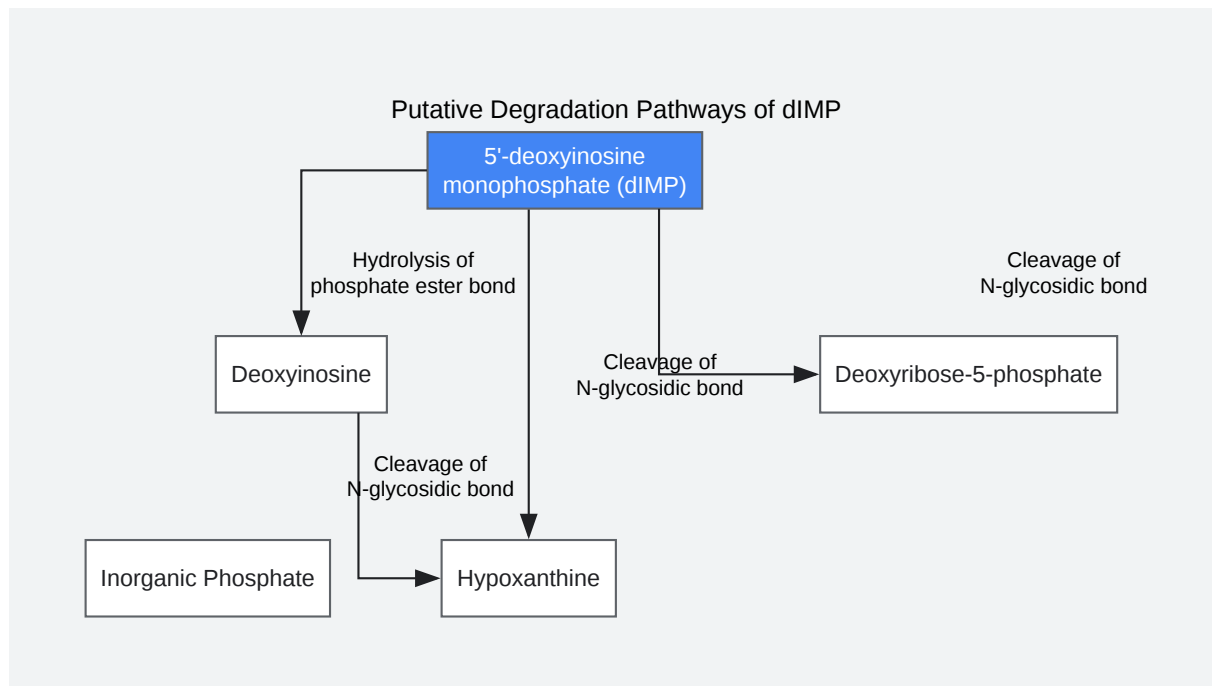 Putative Degradation Pathways of dIMP
5'-deoxyinosine
monophosphate (dIMP)
Hydrolysis of
phosphate ester bond
Cleavage of
N-glycosidic bond
Deoxyinosine
Cleavage of
N-glycosidic bond
Deoxyribose-5-phosphate
Cleavage of
N-glycosidic bond
Inorganic Phosphate
Hypoxanthine